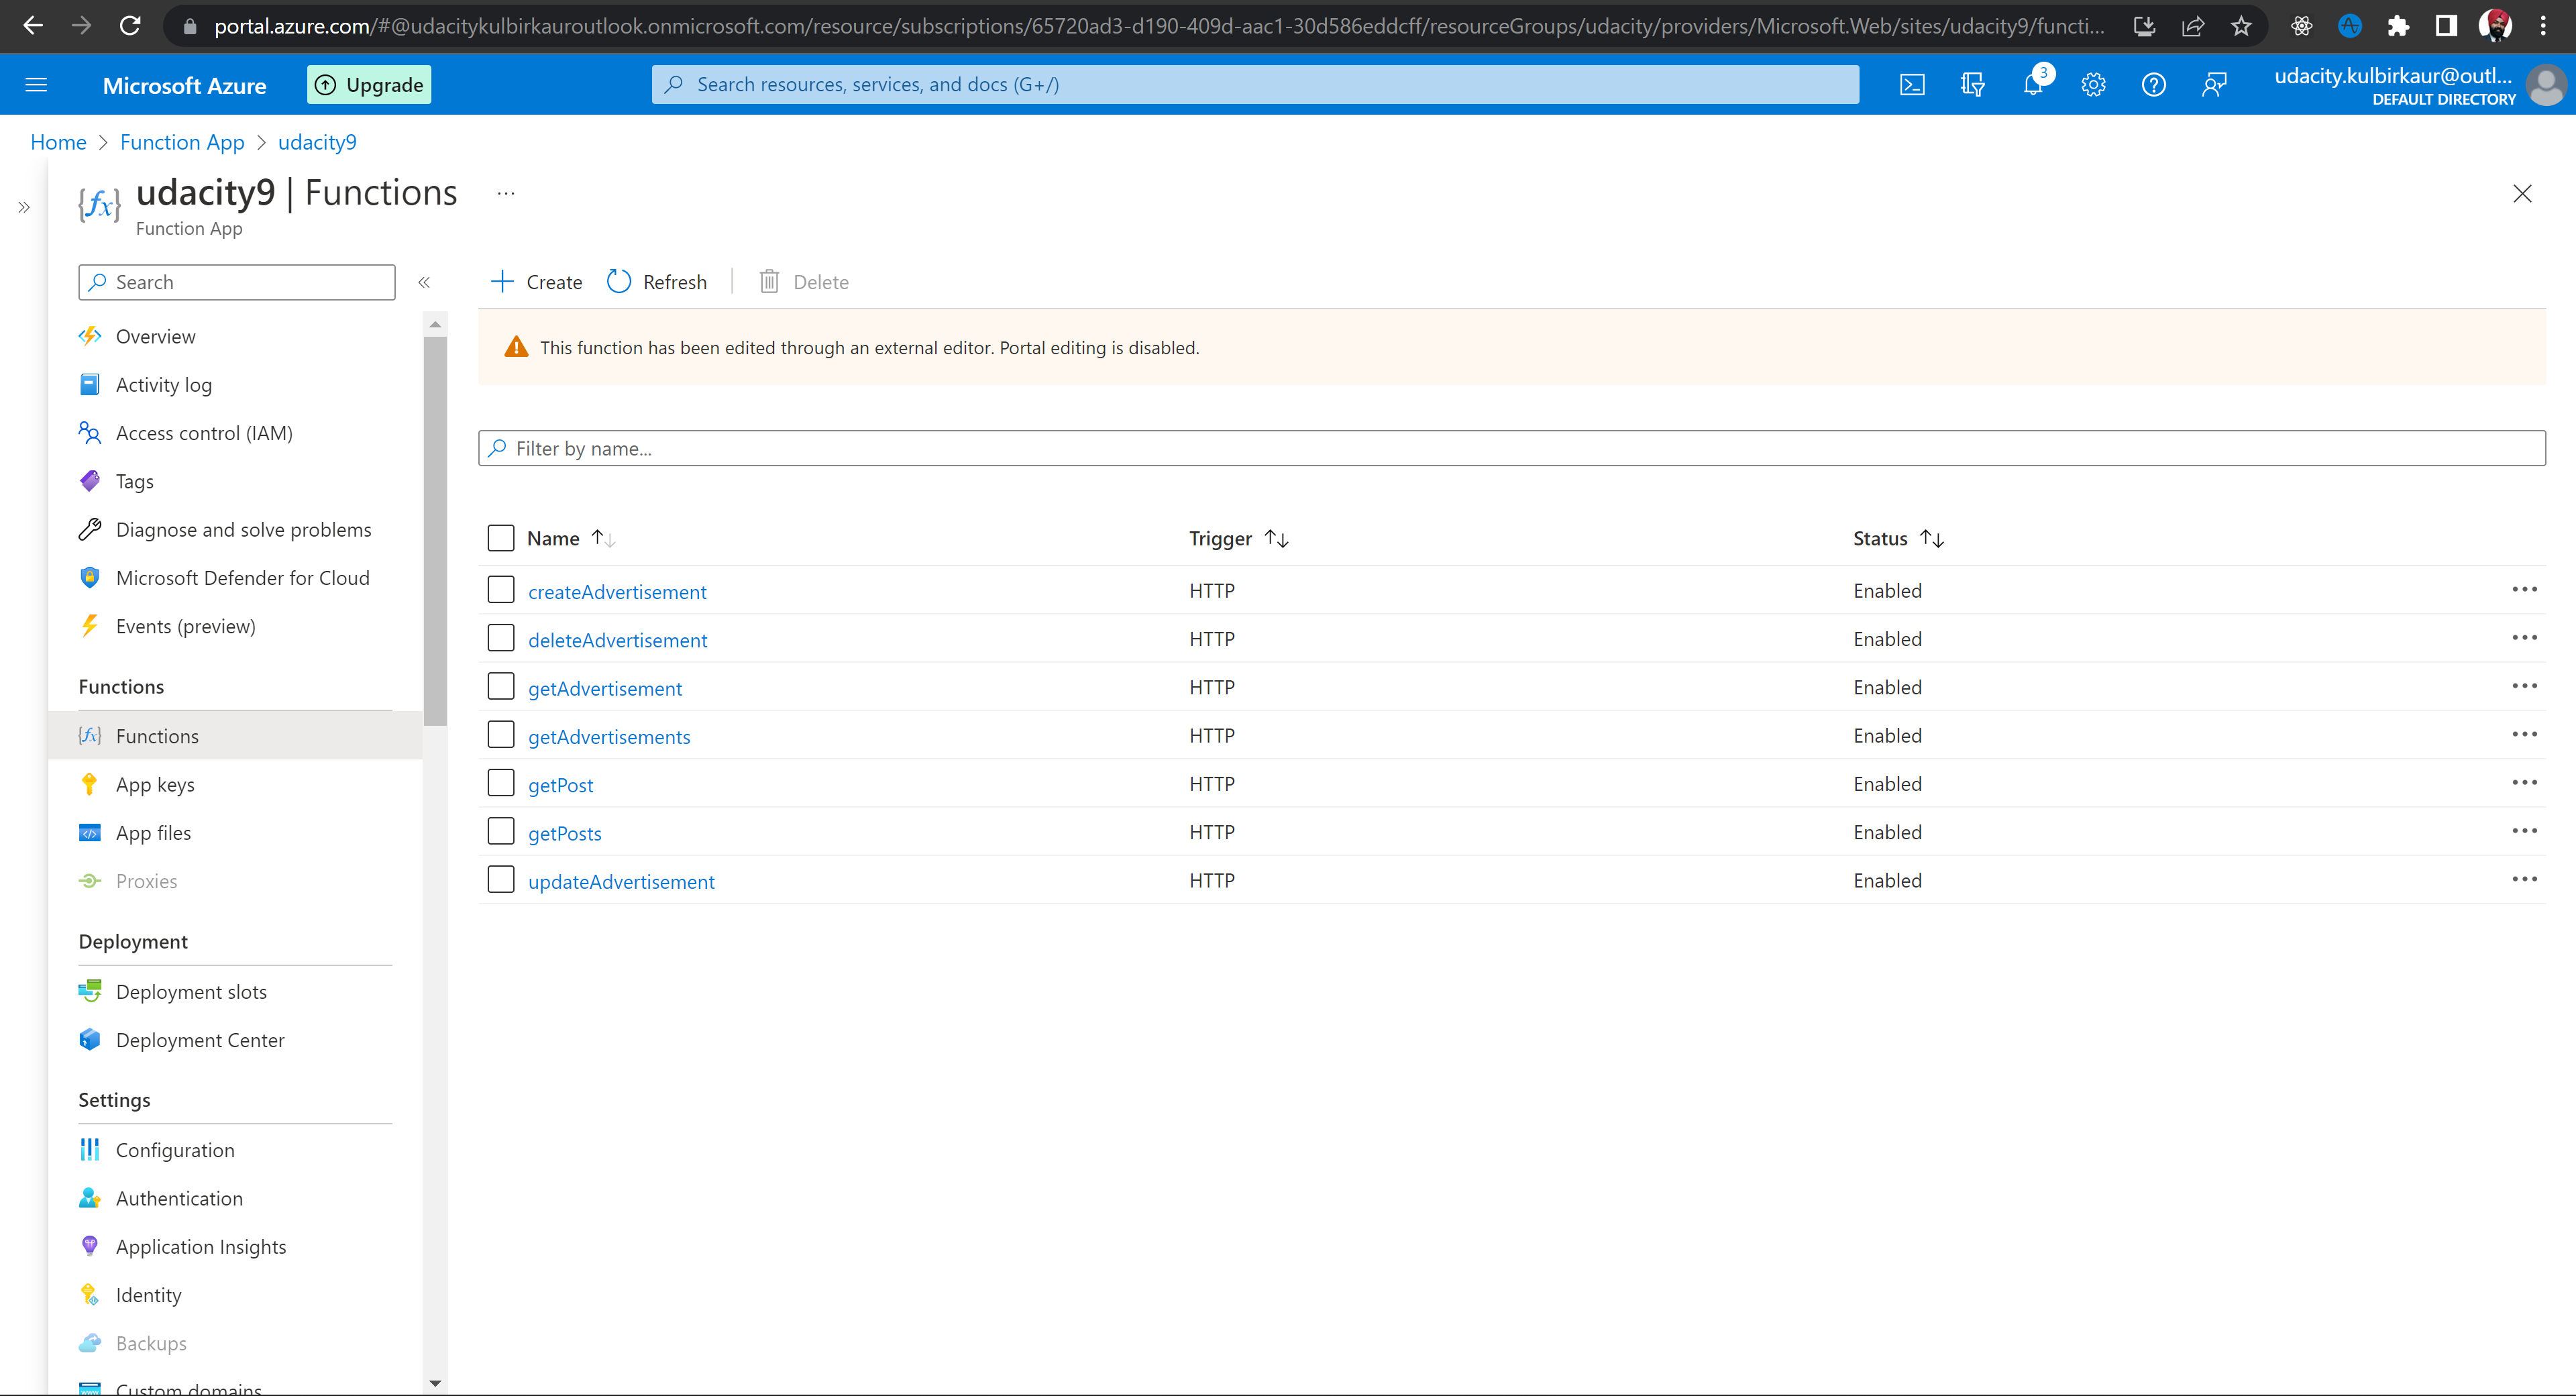 portal.azure.com/#@udacitykulbirkauroutlook.onmicrosoft.com/resource/subscriptions/65720ad3-d190-409d-aac1-30d586eddcff/resourceGroups/udacity/providers/Microsoft.Web/sites/udacity9/functi...
Microsoft Azure
Upgrade
Search resources, services, and docs (G+/)
3
udacity.kulbirkaur@outl...
DEFAULT DIRECTORY
Home > Function App > udacity9
{fx} udacity9 | Functions ...
Function App
Search
«
»
Create
Refresh
Delete
This function has been edited through an external editor. Portal editing is disabled.
Filter by name...
Overview
Activity log
Access control (IAM)
Tags
Diagnose and solve problems
Microsoft Defender for Cloud
Events (preview)
Functions
{fx} Functions
App keys
App files
Proxies
Deployment
Deployment slots
Deployment Center
Settings
Configuration
Authentication
Application Insights
Identity
Backups
Custom domains
Name Trigger Status
createAdvertisement HTTP Enabled
deleteAdvertisement HTTP Enabled
getAdvertisement HTTP Enabled
getAdvertisements HTTP Enabled
getPost HTTP Enabled
getPosts HTTP Enabled
updateAdvertisement HTTP Enabled